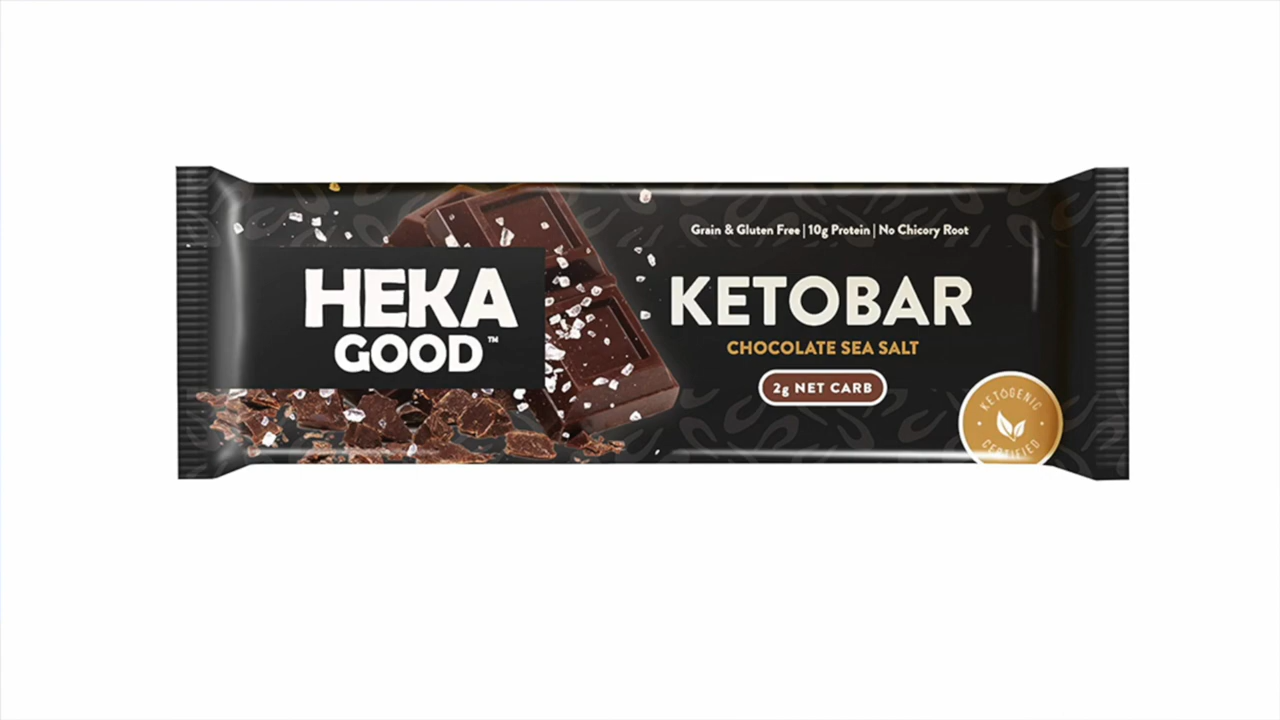 HEKA
GOOD™
Grain & Gluten Free | 10g Protein | No Chicory Root
KETOBAR
CHOCOLATE SEA SALT
2g NET CARB
KETOGENIC
CERTIFIED